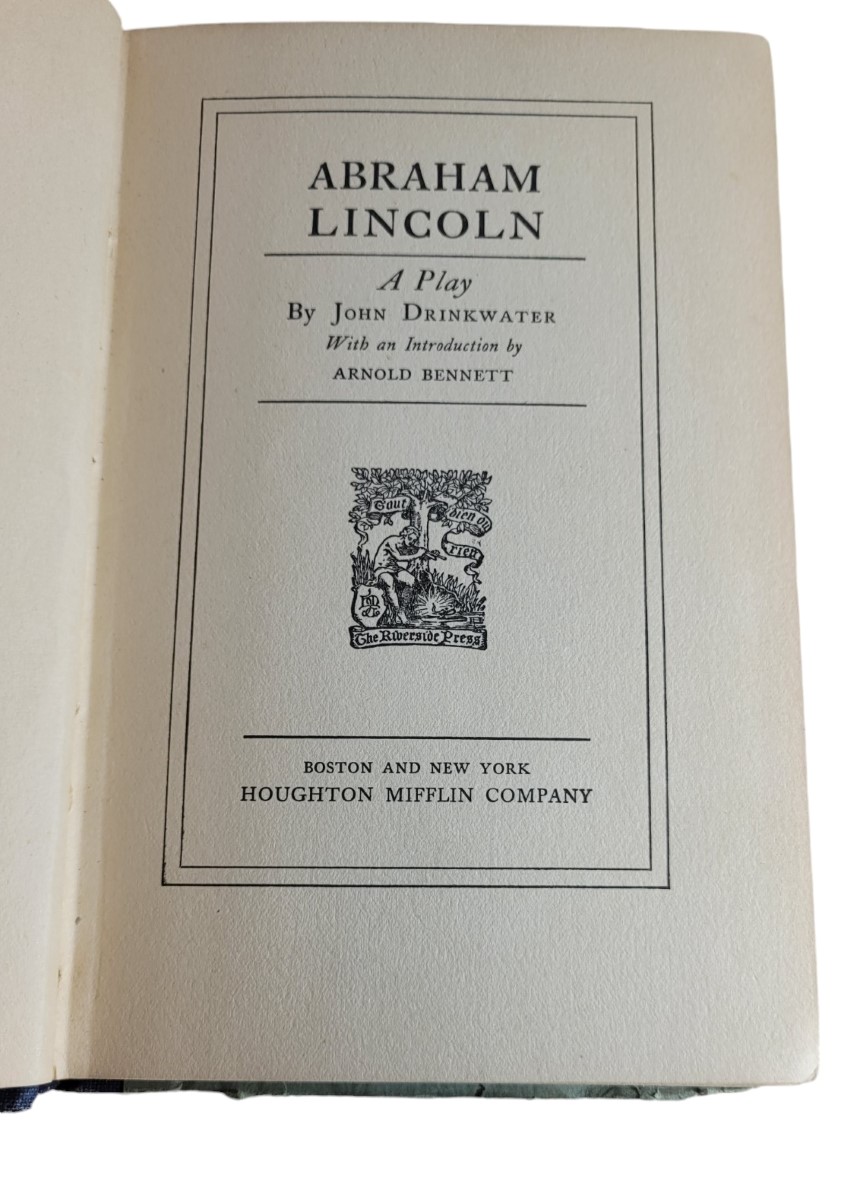 ABRAHAM
LINCOLN
A Play
By JOHN DRINKWATER
With an Introduction by
ARNOLD BENNETT
Tout
bien ou
rien
The Riverside Press
BOSTON AND NEW YORK
HOUGHTON MIFFLIN COMPANY